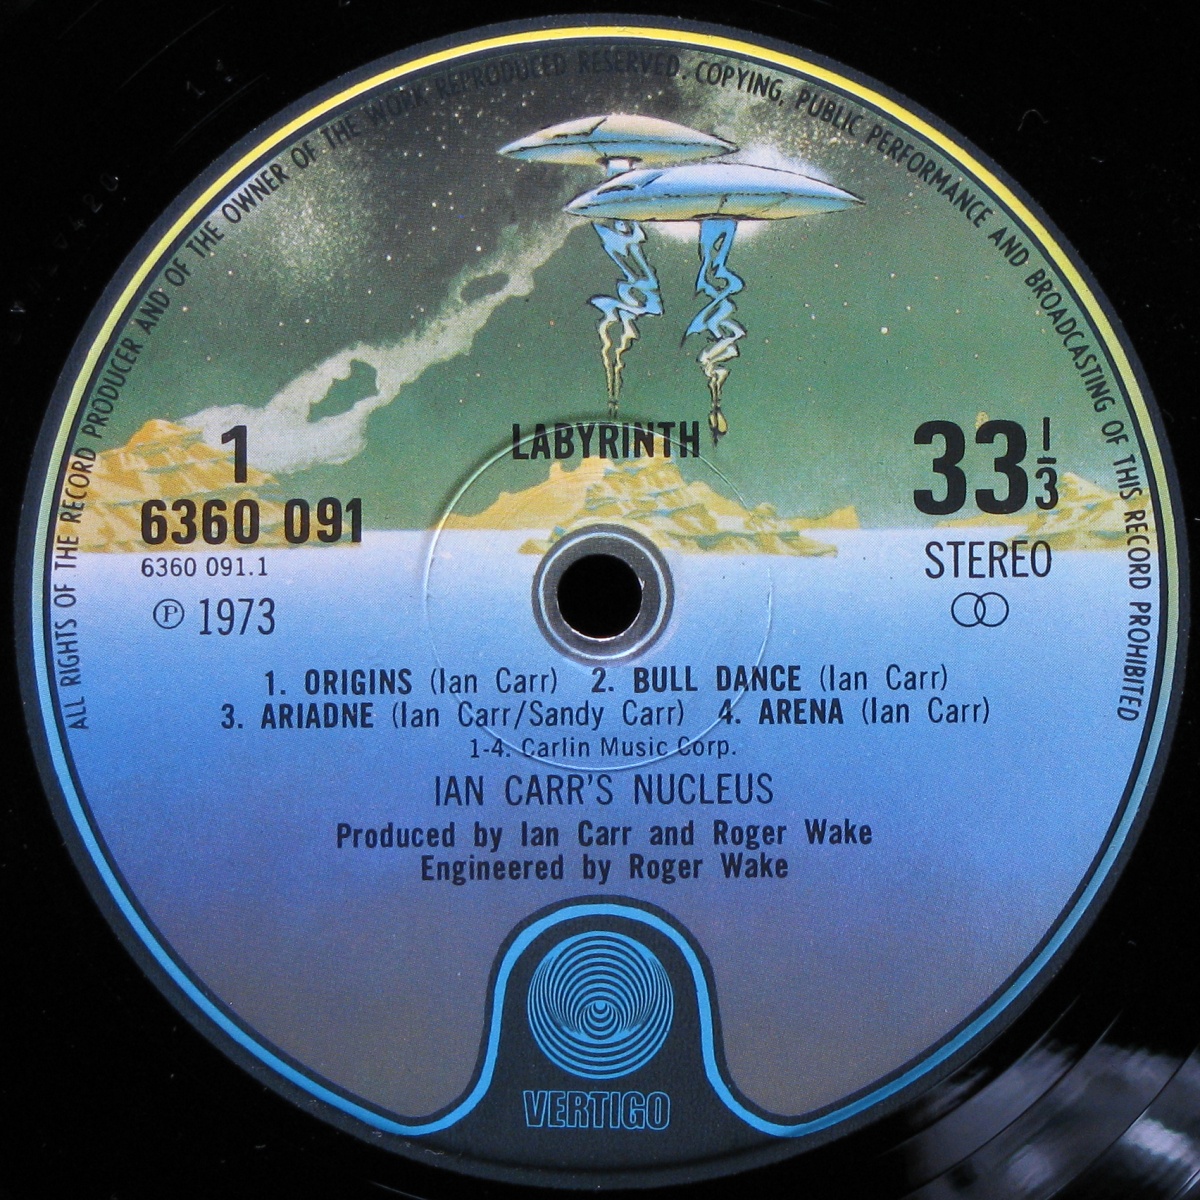 ALL RIGHTS OF THE RECORD PRODUCER AND OF THE OWNER OF THE WORK REPRODUCED RESERVED. COPYING, PUBLIC PERFORMANCE AND BROADCASTING OF THIS RECORD PROHIBITED
LABYRINTH
1
6360 091
6360 091.1
℗ 1973
33 1/3
STEREO
1. ORIGINS (Ian Carr) 2. BULL DANCE (Ian Carr)
3. ARIADNE (Ian Carr/Sandy Carr) 4. ARENA (Ian Carr)
1-4. Carlin Music Corp.
IAN CARR'S NUCLEUS
Produced by Ian Carr and Roger Wake
Engineered by Roger Wake
VERTIGO